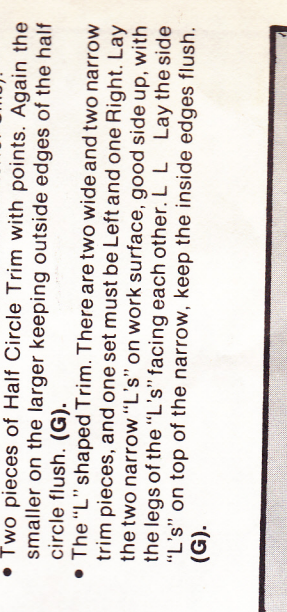 • Two pieces of Half Circle Trim with points. Again the
smaller on the larger keeping outside edges of the half
circle flush. (G).
• The "L" shaped Trim. There are two wide and two narrow
trim pieces, and one set must be Left and one Right. Lay
the two narrow "L's" on work surface, good side up, with
the legs of the "L's" facing each other. L L Lay the side
"L's" on top of the narrow, keep the inside edges flush.
(G).